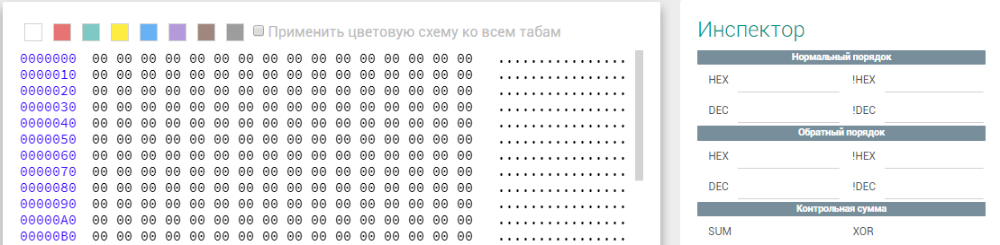 Применить цветовую схему ко всем табам
0000000 00 00 00 00 00 00 00 00 00 00 00 00 00 00 00 00 ................
0000010 00 00 00 00 00 00 00 00 00 00 00 00 00 00 00 00 ................
0000020 00 00 00 00 00 00 00 00 00 00 00 00 00 00 00 00 ................
0000030 00 00 00 00 00 00 00 00 00 00 00 00 00 00 00 00 ................
0000040 00 00 00 00 00 00 00 00 00 00 00 00 00 00 00 00 ................
0000050 00 00 00 00 00 00 00 00 00 00 00 00 00 00 00 00 ................
0000060 00 00 00 00 00 00 00 00 00 00 00 00 00 00 00 00 ................
0000070 00 00 00 00 00 00 00 00 00 00 00 00 00 00 00 00 ................
0000080 00 00 00 00 00 00 00 00 00 00 00 00 00 00 00 00 ................
0000090 00 00 00 00 00 00 00 00 00 00 00 00 00 00 00 00 ................
00000A0 00 00 00 00 00 00 00 00 00 00 00 00 00 00 00 00 ................
00000B0 00 00 00 00 00 00 00 00 00 00 00 00 00 00 00 00 ................
Инспектор
Нормальный порядок
HEX !HEX
DEC !DEC
Обратный порядок
HEX !HEX
DEC !DEC
Контрольная сумма
SUM XOR